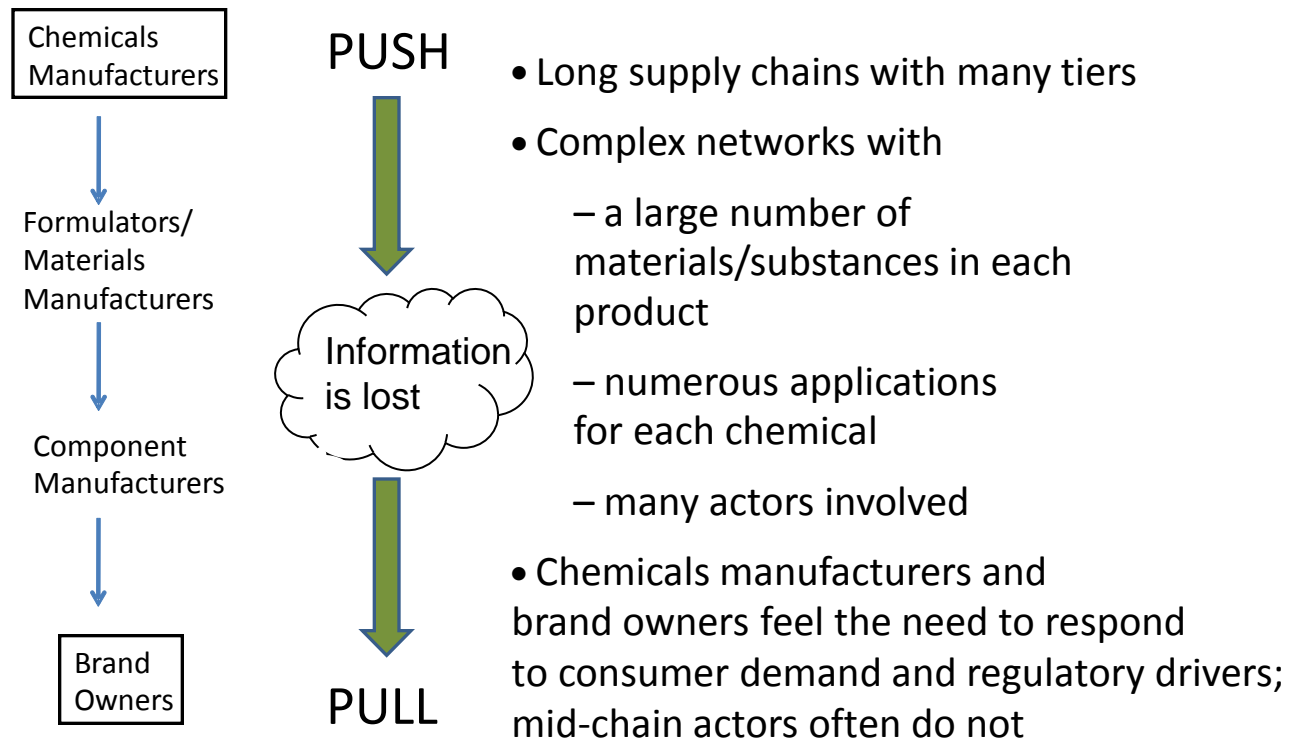 Chemicals
Manufacturers
Formulators/
Materials
Manufacturers
Component
Manufacturers
Brand
Owners
PUSH
Information
is lost
PULL
• Long supply chains with many tiers
• Complex networks with
– a large number of
materials/substances in each
product
– numerous applications
for each chemical
– many actors involved
• Chemicals manufacturers and
brand owners feel the need to respond
to consumer demand and regulatory drivers;
mid-chain actors often do not